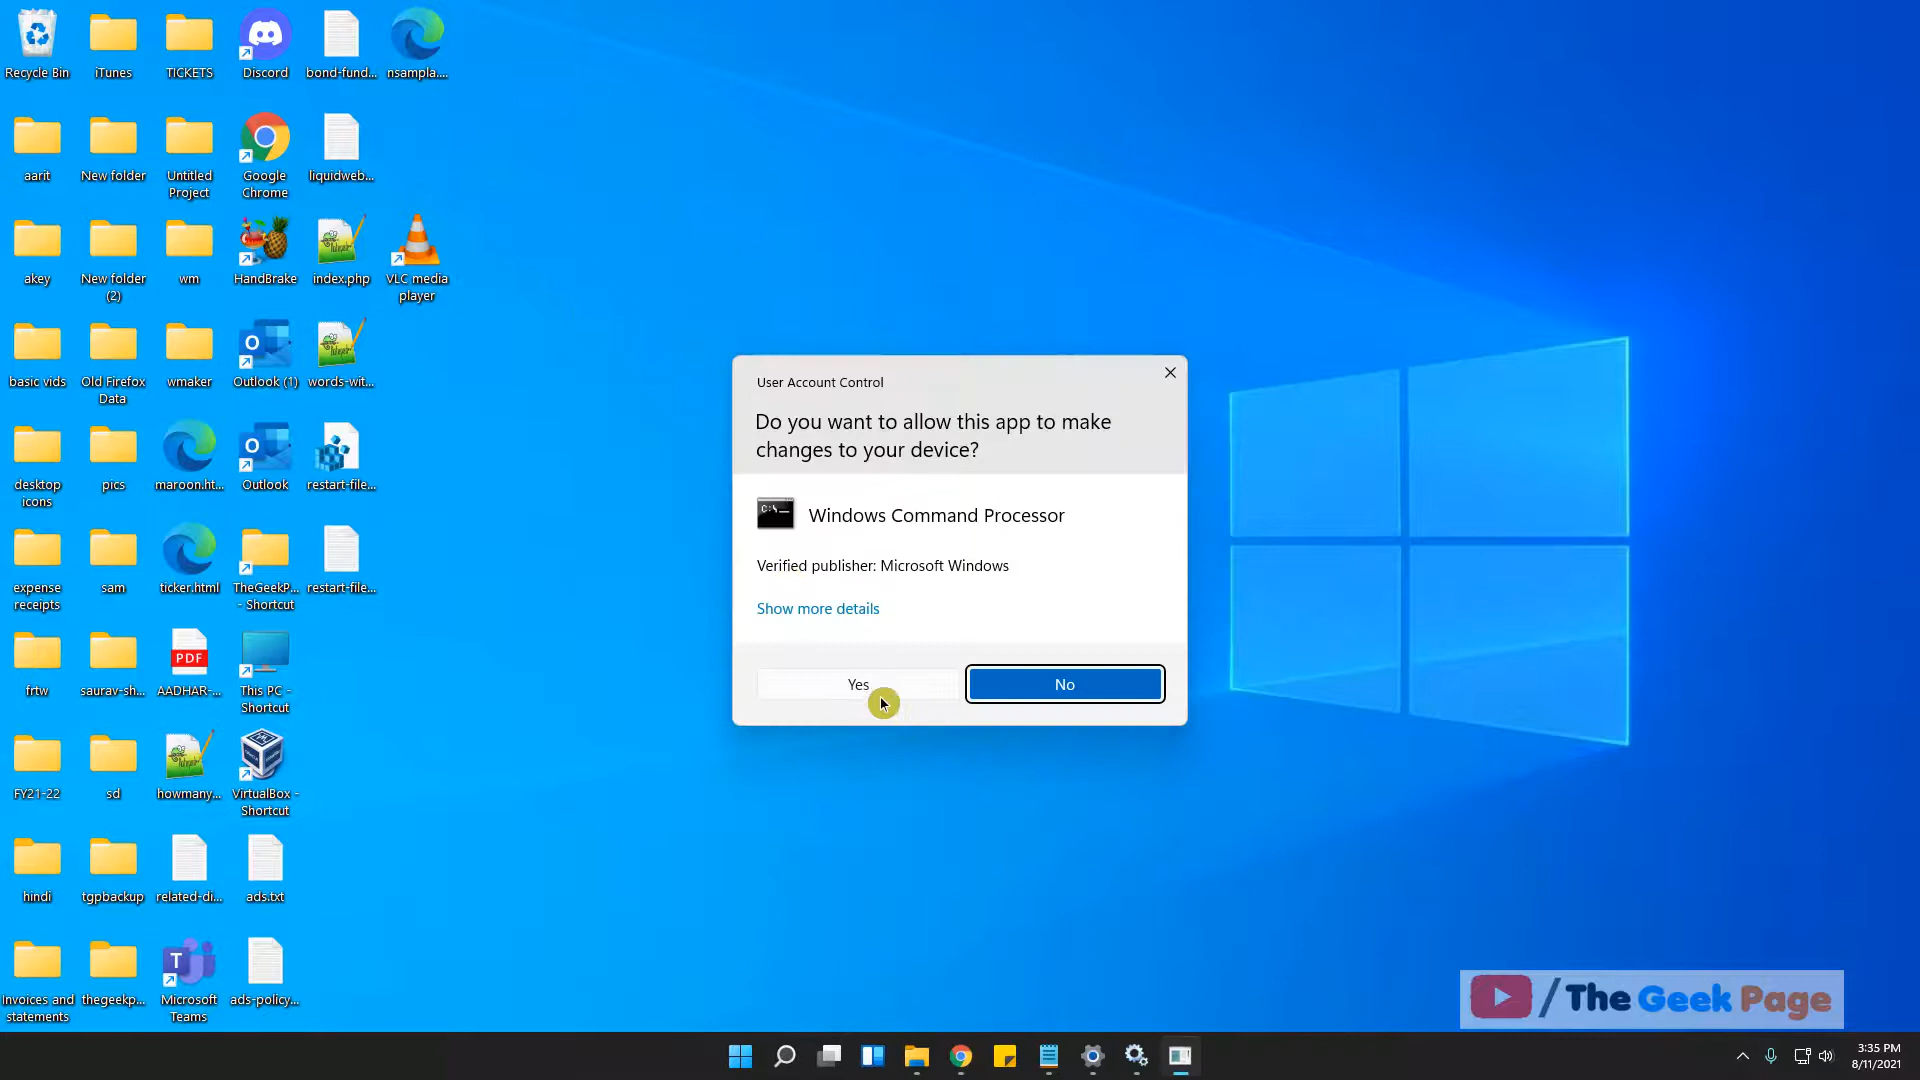 Recycle Bin
iTunes
TICKETS
Discord
bond-fund...
nsampla....
aarit
New folder
Untitled
Project
Google
Chrome
liquidweb...
akey
New folder
(2)
wm
HandBrake
index.php
VLC media
player
basic vids
Old Firefox
Data
wmaker
Outlook (1)
words-wit...
desktop
icons
pics
maroon.ht...
Outlook
restart-file...
expense
receipts
sam
ticker.html
TheGeekP...
- Shortcut
restart-file...
frtw
saurav-sh...
PDF
AADHAR-...
This PC -
Shortcut
FY21-22
sd
howmany...
VirtualBox -
Shortcut
hindi
tgpbackup
related-di...
ads.txt
Invoices and
statements
thegeekp...
Microsoft
Teams
ads-policy...
User Account Control
Do you want to allow this app to make
changes to your device?
C:\_
Windows Command Processor
Verified publisher: Microsoft Windows
Show more details
Yes
No
/The Geek Page
3:35 PM
8/11/2021